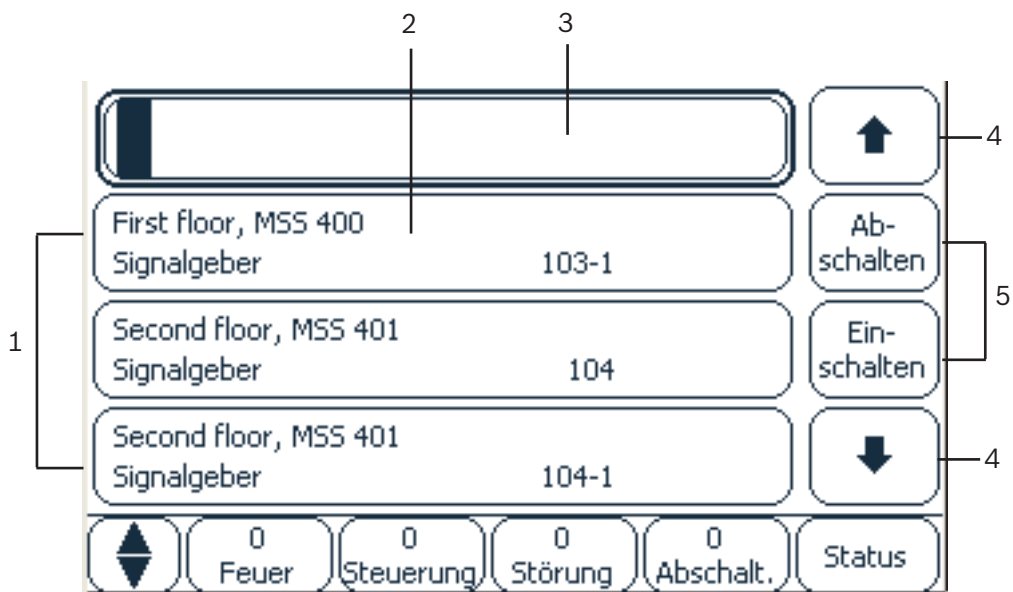 2
3
4
First floor, MSS 400
Signalgeber 103-1
Ab-
schalten
1
Second floor, MSS 401
Signalgeber 104
Ein-
schalten
5
Second floor, MSS 401
Signalgeber 104-1
4
0
Feuer
0
Steuerung
0
Störung
0
Abschalt.
Status